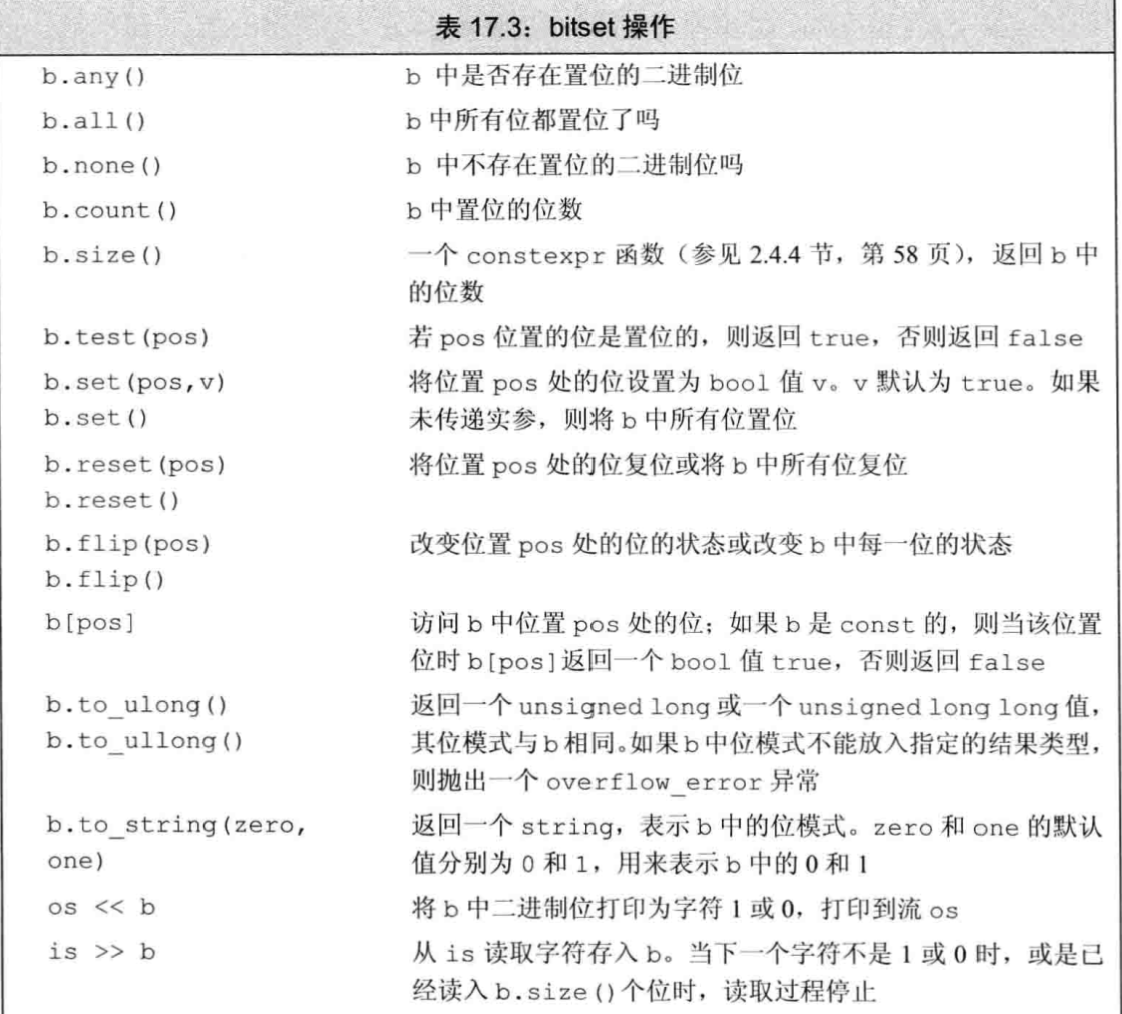 表 17.3：bitset 操作
b.any() b 中是否存在置位的二进制位
b.all() b 中所有位都置位了吗
b.none() b 中不存在置位的二进制位吗
b.count() b 中置位的位数
b.size() 一个 constexpr 函数（参见 2.4.4 节，第 58 页），返回 b 中
的位数
b.test(pos) 若 pos 位置的位是置位的，则返回 true，否则返回 false
b.set(pos,v) 将位置 pos 处的位设置为 bool 值 v。v 默认为 true。如果
b.set() 未传递实参，则将 b 中所有位置位
b.reset(pos) 将位置 pos 处的位复位或将 b 中所有位复位
b.reset()
b.flip(pos) 改变位置 pos 处的位的状态或改变 b 中每一位的状态
b.flip()
b[pos] 访问 b 中位置 pos 处的位；如果 b 是 const 的，则当该位置
位时 b[pos]返回一个 bool 值 true，否则返回 false
b.to_ulong() 返回一个 unsigned long 或一个 unsigned long long 值，
b.to_ullong() 其位模式与 b 相同。如果 b 中位模式不能放入指定的结果类型，
则抛出一个 overflow_error 异常
b.to_string(zero, 返回一个 string，表示 b 中的位模式。zero 和 one 的默认
one) 值分别为 0 和 1，用来表示 b 中的 0 和 1
os << b 将 b 中二进制位打印为字符 1 或 0，打印到流 os
is >> b 从 is 读取字符存入 b。当下一个字符不是 1 或 0 时，或是已
经读入 b.size()个位时，读取过程停止